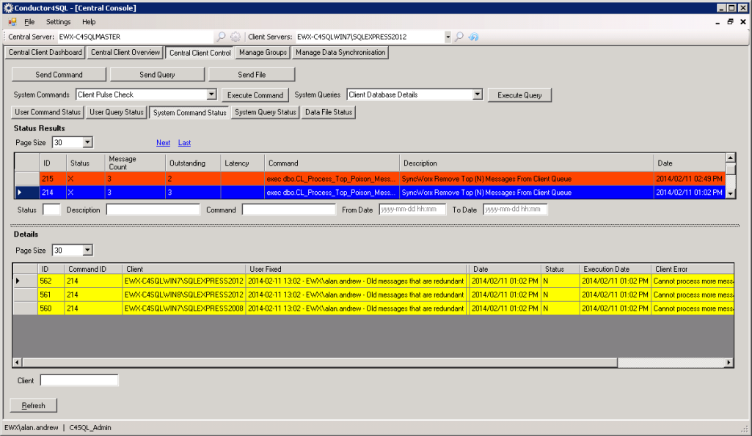 Conductor4SQL - [Central Console]
File Settings Help
Central Server: EWX-C4SQLMASTER Client Servers: EWX-C4SQLWIN7\SQLEXPRESS2012
Central Client Dashboard Central Client Overview Central Client Control Manage Groups Manage Data Synchronisation
Send Command Send Query Send File
System Commands Client Pulse Check Execute Command System Queries Client Database Details Execute Query
User Command Status User Query Status System Command Status System Query Status Data File Status
Status Results
Page Size 30 Next Last
ID Status Message Count Outstanding Latency Command Description Date
215 X 3 2 exec dbo.CL_Process_Top_Poison_Mess... SyncWorx Remove Top (N) Messages From Client Queue 2014/02/11 02:49 PM
214 X 3 3 exec dbo.CL_Process_Top_Poison_Mess... SyncWorx Remove Top (N) Messages From Client Queue 2014/02/11 01:02 PM
Status Description Command From Date yyyy-mm-dd hh:mm To Date yyyy-mm-dd hh:mm
Details
Page Size 30
ID Command ID Client User Fixed Date Status Execution Date Client Error
562 214 EWX-C4SQLWIN7\SQLEXPRESS2012 2014-02-11 13:02 - EWX\alan.andrew - Old messages that are redundant 2014/02/11 01:02 PM N 2014/02/11 01:02 PM Cannot process more mess
561 214 EWX-C4SQLWIN8\SQLEXPRESS2012 2014-02-11 13:02 - EWX\alan.andrew - Old messages that are redundant 2014/02/11 01:02 PM N 2014/02/11 01:02 PM Cannot process more mess
560 214 EWX-C4SQLWIN7\SQLEXPRESS2008 2014-02-11 13:02 - EWX\alan.andrew - Old messages that are redundant 2014/02/11 01:02 PM N 2014/02/11 01:02 PM Cannot process more mess
Client
Refresh
EWX\alan.andrew | C4SQL_Admin